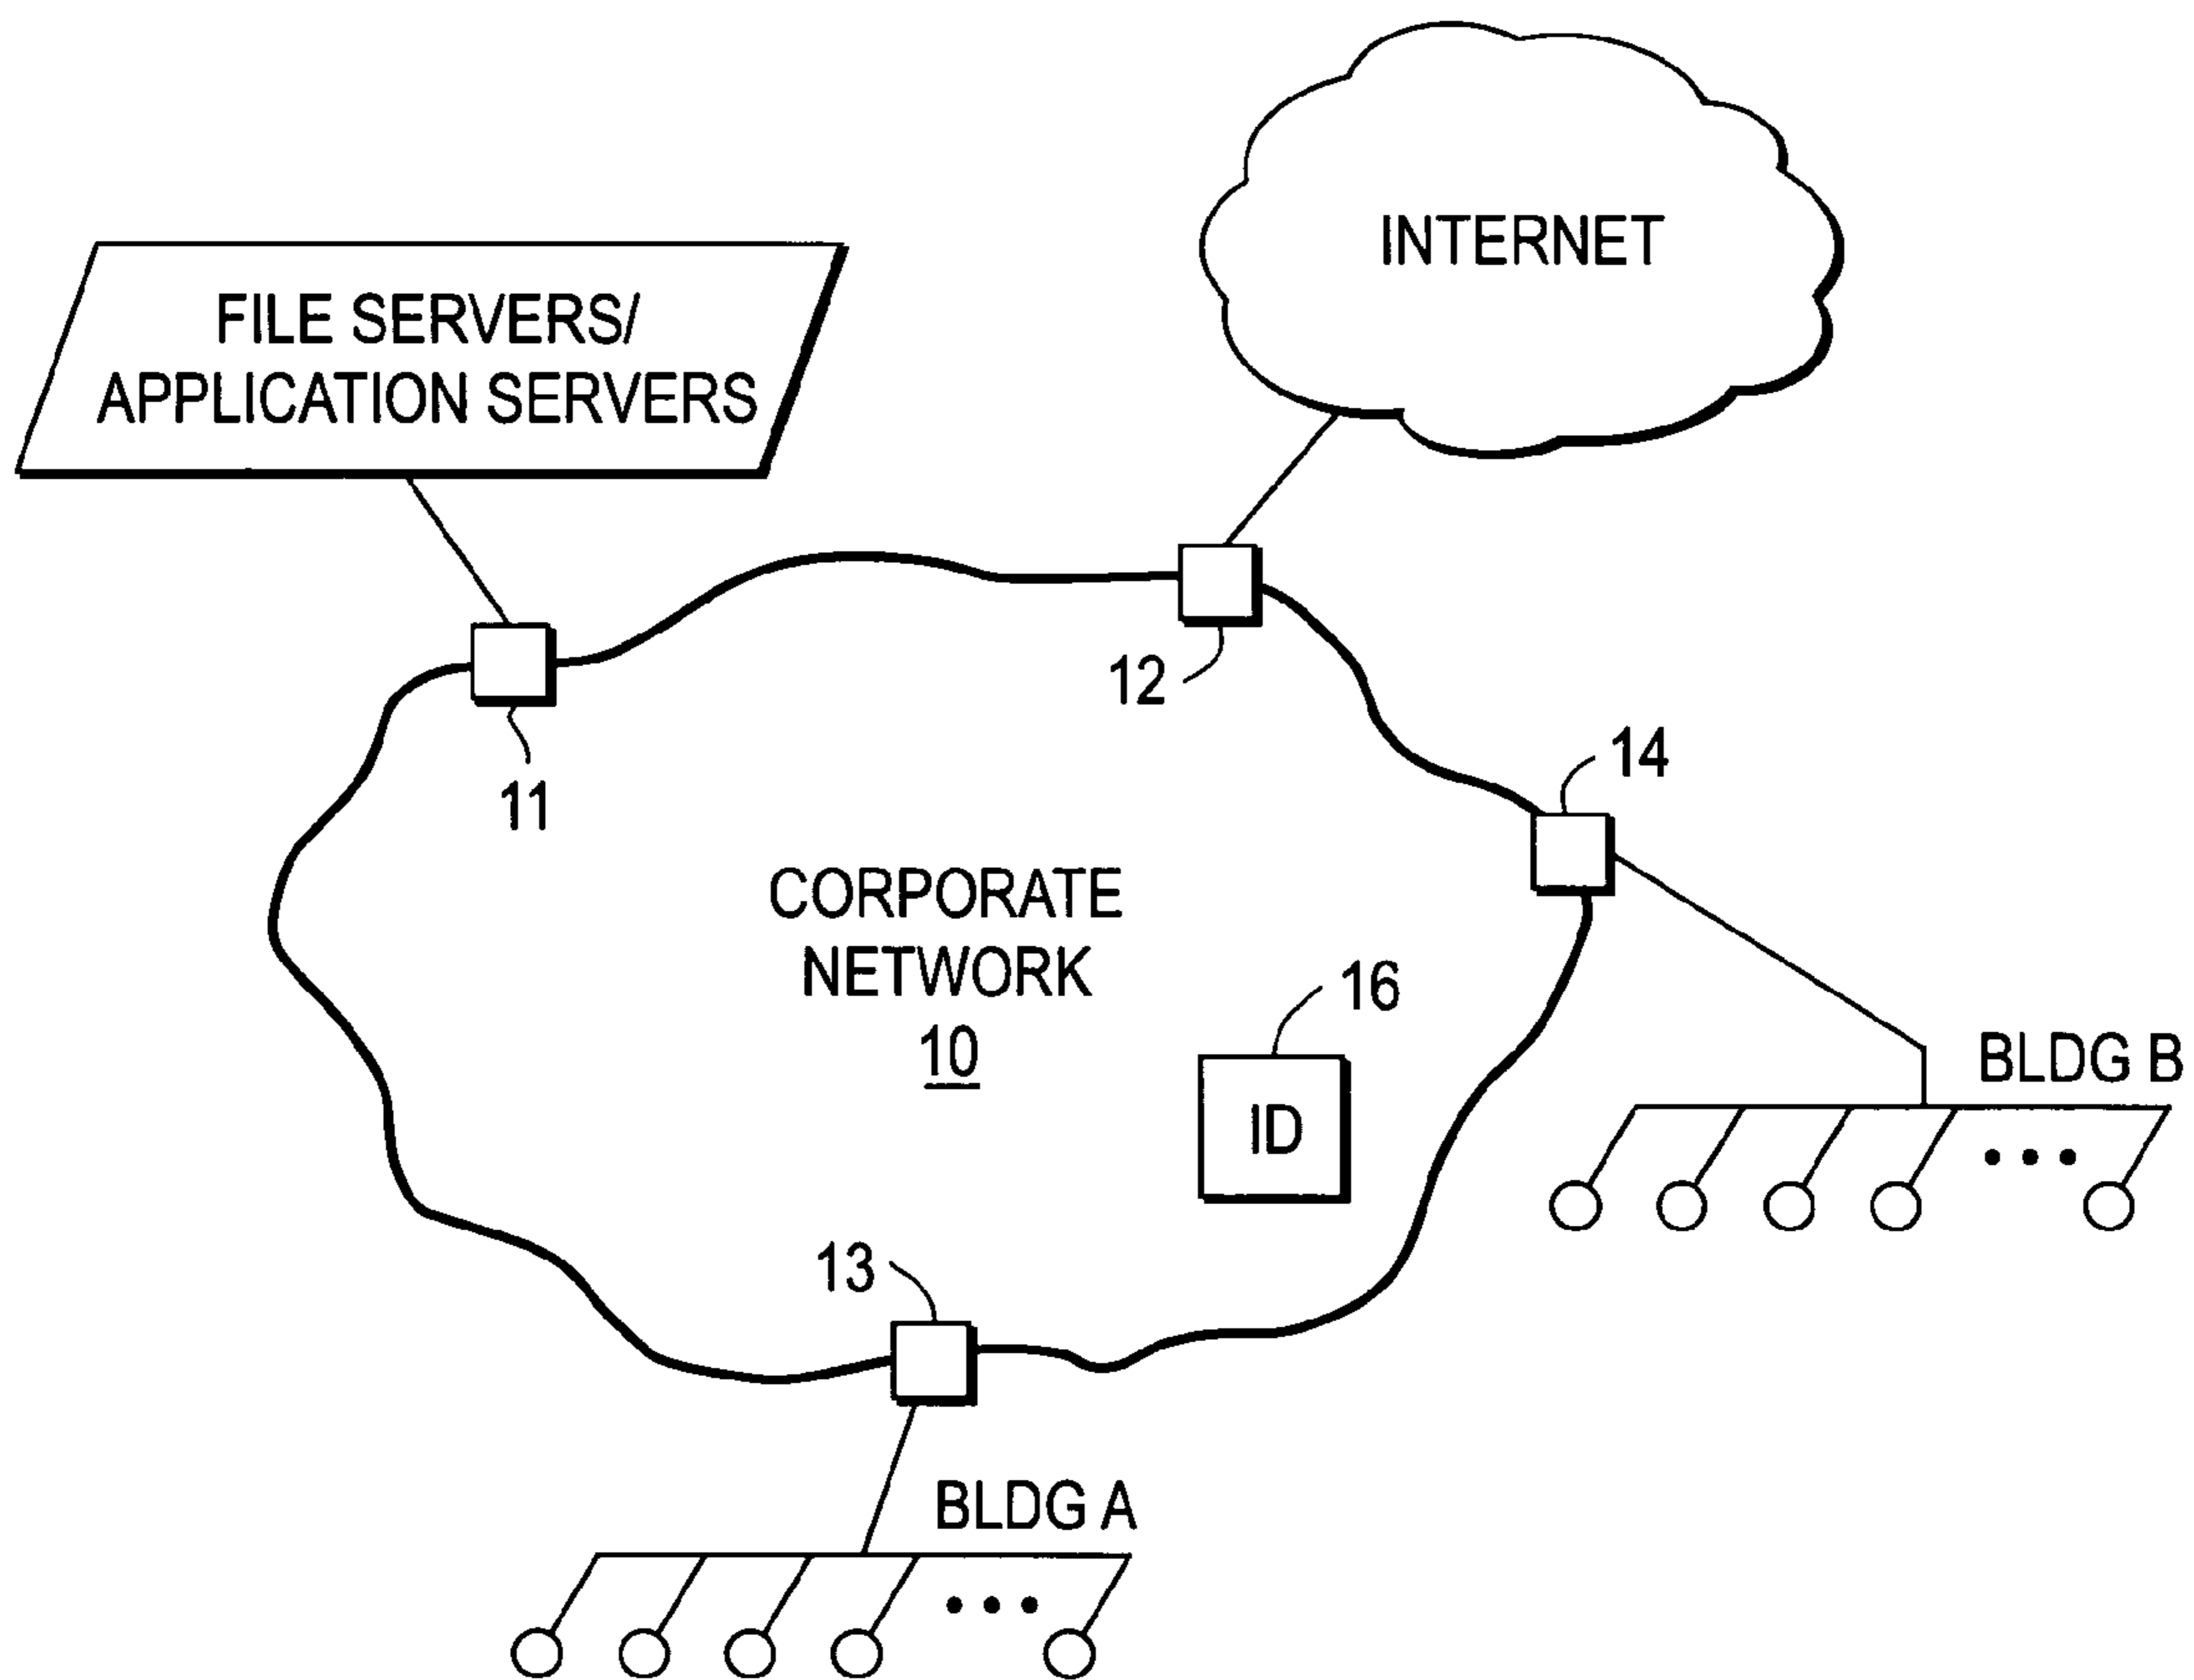 INTERNET
FILE SERVERS/
APPLICATION SERVERS
12
14
11
CORPORATE
NETWORK
10
16
ID
BLDG B
13
BLDG A